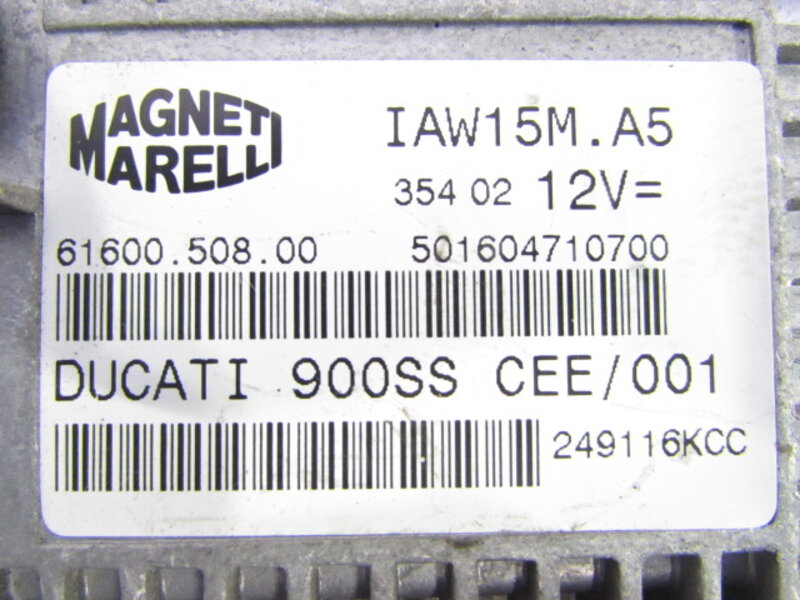 MAGNETI
MARELLI
IAW15M.A5
354 02 12V=
61600.508.00 501604710700
DUCATI 900SS CEE/001
249116KCC